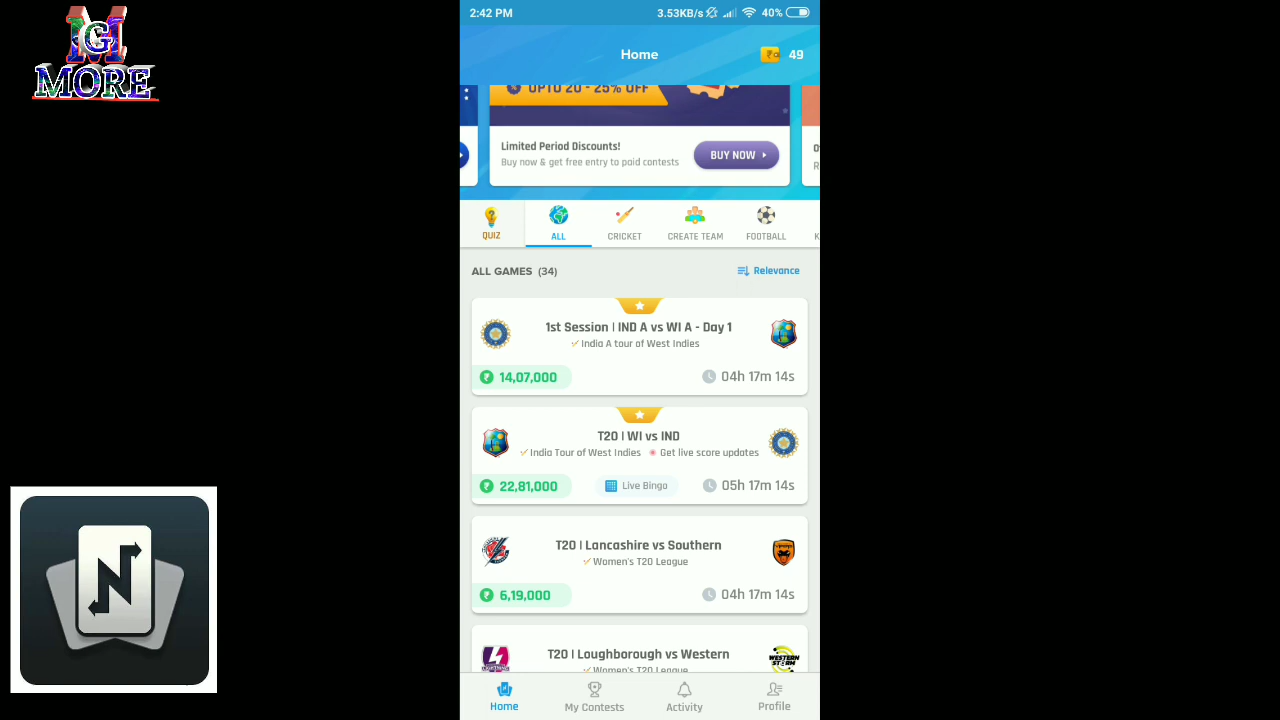 G
M
MORE
2:42 PM
3.53KB/s
40%
Home
49
UPTO 20 - 25% OFF
Limited Period Discounts!
Buy now & get free entry to paid contests
BUY NOW
QUIZ
ALL
CRICKET
CREATE TEAM
FOOTBALL
K
ALL GAMES (34)
Relevance
1st Session | IND A vs WI A - Day 1
India A tour of West Indies
₹ 14,07,000
04h 17m 14s
T20 | WI vs IND
India Tour of West Indies
Get live score updates
₹ 22,81,000
Live Bingo
05h 17m 14s
T20 | Lancashire vs Southern
Women's T20 League
₹ 6,19,000
04h 17m 14s
T20 | Loughborough vs Western
WESTERN
STORM
Women's T20 League
N
Home
My Contests
Activity
Profile